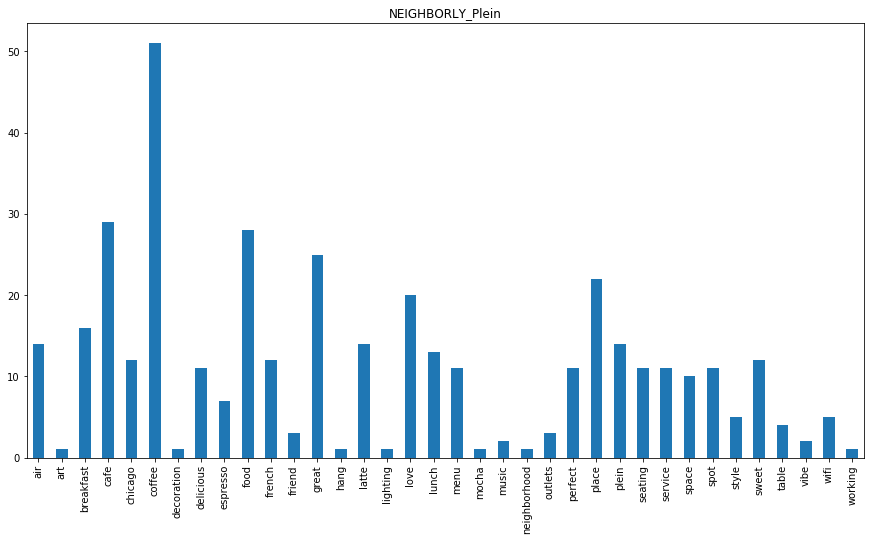 NEIGHBORLY_Plein
50
40
30
20
10
0
air
art
breakfast
cafe
chicago
coffee
decoration
delicious
espresso
food
french
friend
great
hang
latte
lighting
love
lunch
menu
mocha
music
neighborhood
outlets
perfect
place
plein
seating
service
space
spot
style
sweet
table
vibe
wifi
working